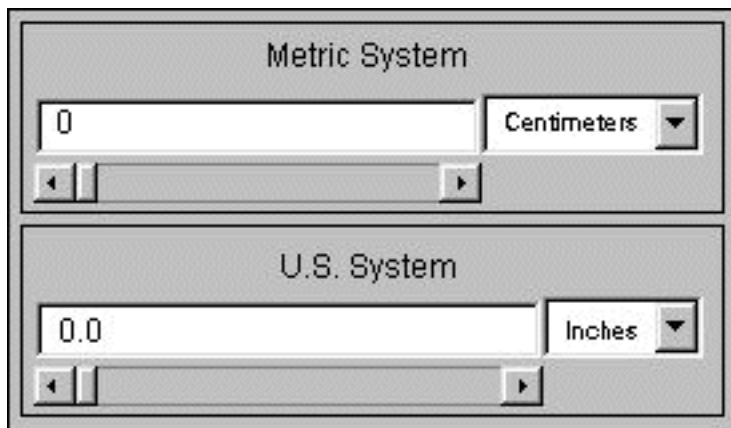 Metric System
0
Centimeters
U.S. System
0.0
Inches